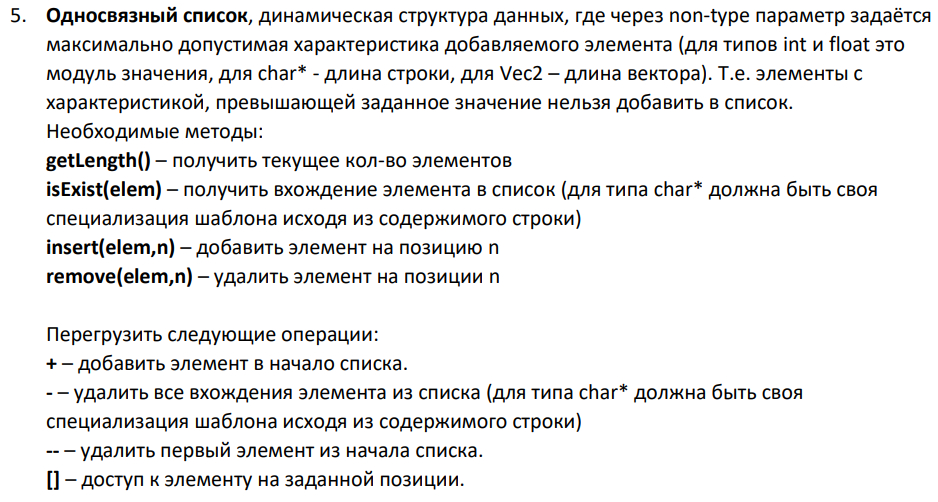 5. Односвязный список, динамическая структура данных, где через non-type параметр задаётся
максимально допустимая характеристика добавляемого элемента (для типов int и float это
модуль значения, для char* - длина строки, для Vec2 – длина вектора). Т.е. элементы с
характеристикой, превышающей заданное значение нельзя добавить в список.
Необходимые методы:
getLength() – получить текущее кол-во элементов
isExist(elem) – получить вхождение элемента в список (для типа char* должна быть своя
специализация шаблона исходя из содержимого строки)
insert(elem,n) – добавить элемент на позицию n
remove(elem,n) – удалить элемент на позиции n
Перегрузить следующие операции:
+ – добавить элемент в начало списка.
- – удалить все вхождения элемента из списка (для типа char* должна быть своя
специализация шаблона исходя из содержимого строки)
-- – удалить первый элемент из начала списка.
[] – доступ к элементу на заданной позиции.